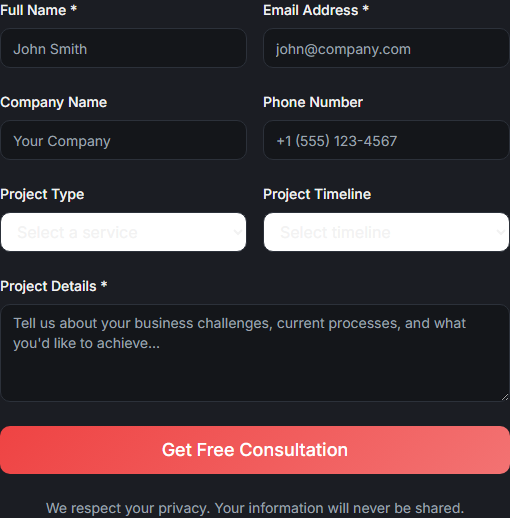 Full Name *
Email Address *
John Smith
john@company.com
Company Name
Phone Number
Your Company
+1 (555) 123-4567
Project Type
Project Timeline
Select a service
Select timeline
Project Details *
Tell us about your business challenges, current processes, and what
you'd like to achieve...
Get Free Consultation
We respect your privacy. Your information will never be shared.